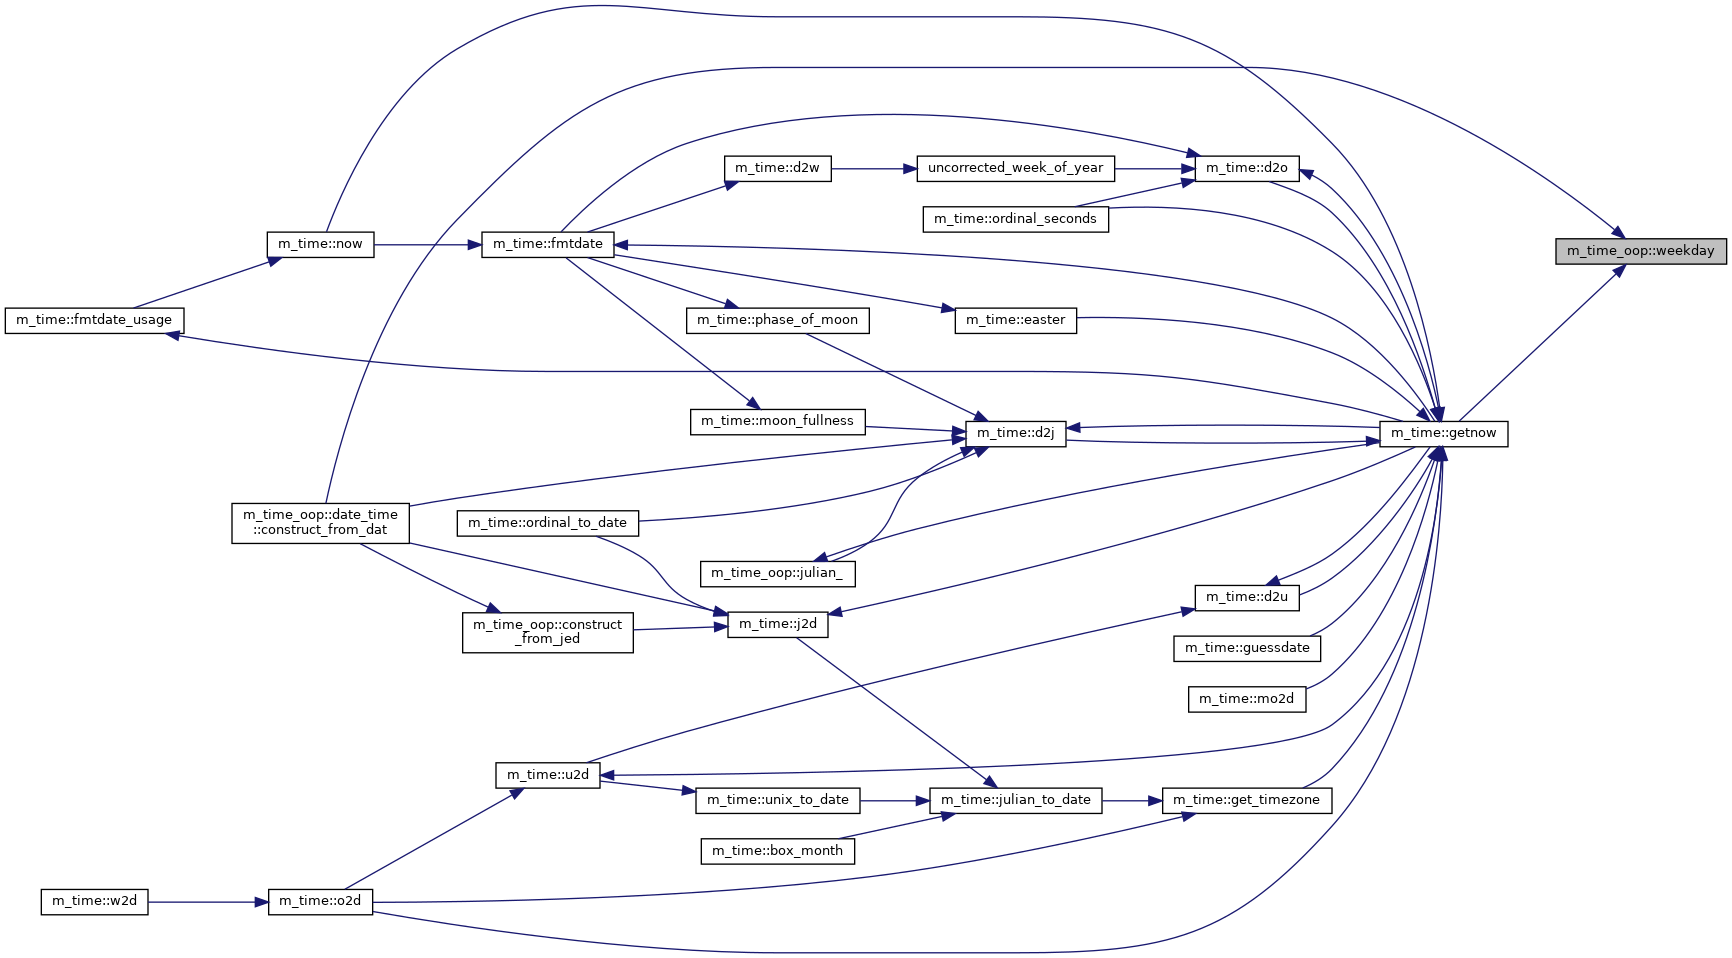 m_time::d2w
uncorrected_week_of_year
m_time::d2o
m_time::ordinal_seconds
m_time::now
m_time::fmtdate
m_time_oop::weekday
m_time::fmtdate_usage
m_time::phase_of_moon
m_time::easter
m_time::moon_fullness
m_time::d2j
m_time::getnow
m_time_oop::date_time
::construct_from_dat
m_time::ordinal_to_date
m_time_oop::julian_
m_time::d2u
m_time_oop::construct
_from_jed
m_time::j2d
m_time::guessdate
m_time::mo2d
m_time::u2d
m_time::unix_to_date
m_time::julian_to_date
m_time::get_timezone
m_time::box_month
m_time::w2d
m_time::o2d